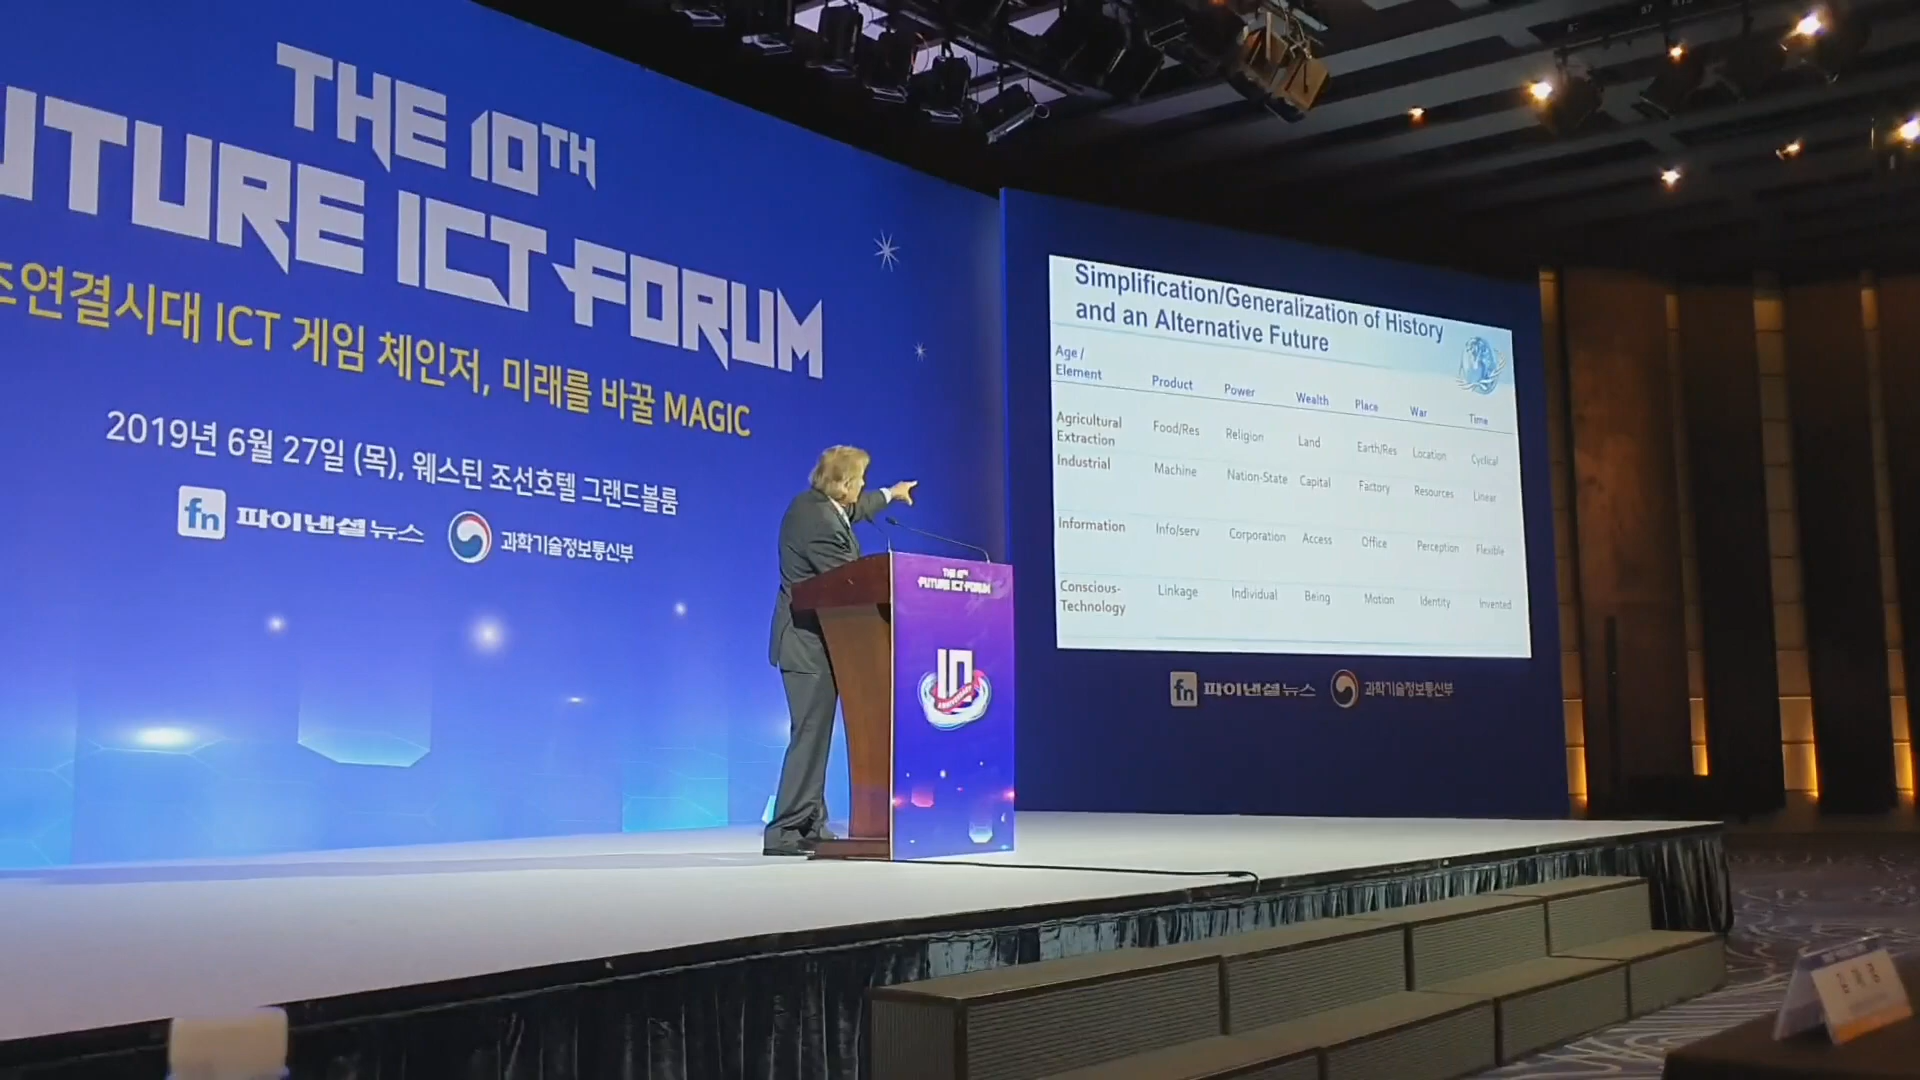 THE 10TH
UTURE ICT FORUM
연결시대 ICT 게임 체인저, 미래를 바꿀 MAGIC
2019년 6월 27일 (목), 웨스틴 조선호텔 그랜드볼룸
fn 파이낸셜뉴스 과학기술정보통신부
THE 10TH
FUTURE ICT FORUM
10
ANNIVERSARY
Simplification/Generalization of History
and an Alternative Future
Age /
Element Product Power Wealth Place War Time
Agricultural
Extraction Food/Res Religion Land Earth/Res Location Cyclical
Industrial Machine Nation-State Capital Factory Resources Linear
Information Info/serv Corporation Access Office Perception Flexible
Conscious-
Technology Linkage Individual Being Motion Identity Invented
fn 파이낸셜뉴스 과학기술정보통신부